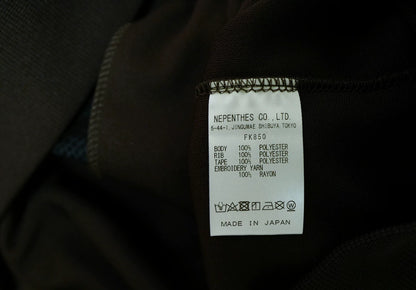 NEPENTHES CO.,LTD.
5-44-1, JINGUMAE SHIBUYA TOKYO
FK850
BODY 100% POLYESTER
RIB 100% POLYESTER
TAPE 100% POLYESTER
EMBROIDERY YARN
100% RAYON
MADE IN JAPAN